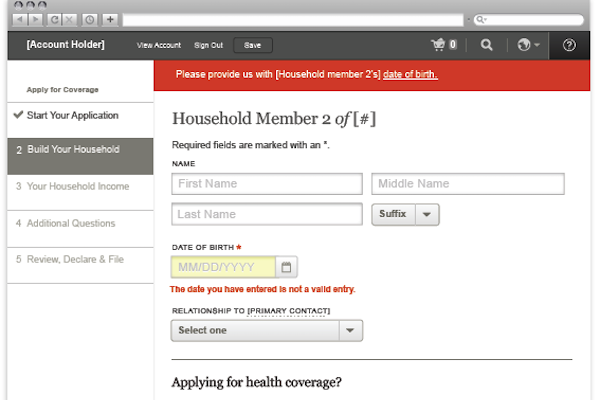 [Account Holder] View Account Sign Out Save 0
Please provide us with [Household member 2's] date of birth.
Apply for Coverage
Start Your Application
2 Build Your Household
3 Your Household Income
4 Additional Questions
5 Review, Declare & File
Household Member 2 of [#]
Required fields are marked with an *.
NAME
First Name Middle Name
Last Name Suffix
DATE OF BIRTH *
MM/DD/YYYY
The date you have entered is not a valid entry.
RELATIONSHIP TO [PRIMARY CONTACT]
Select one
Applying for health coverage?